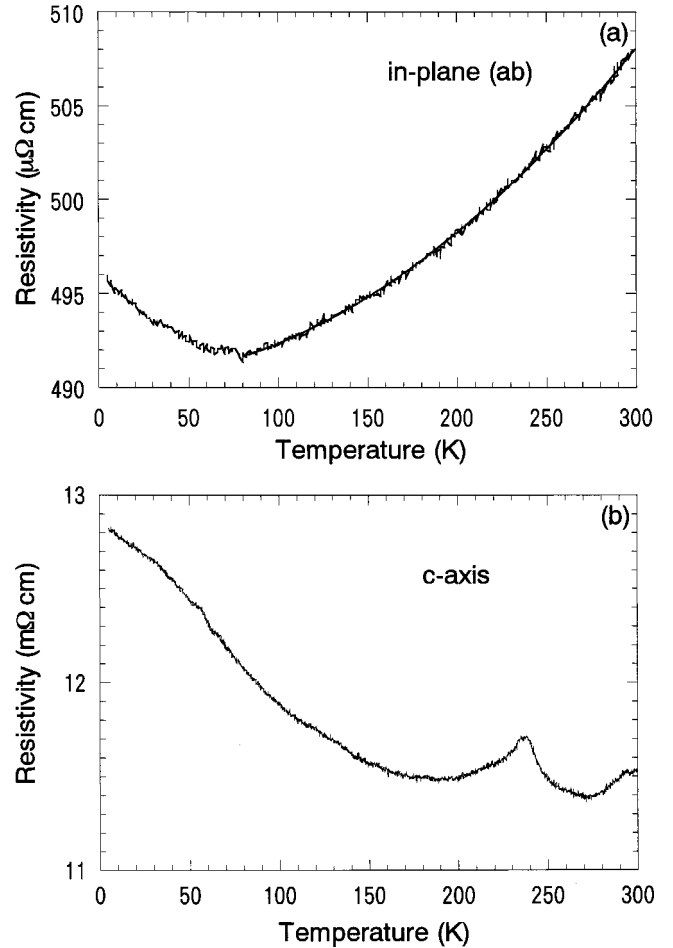 510
(a)
in-plane (ab)
505
500
495
490
Resistivity (μΩ cm)
0 50 100 150 200 250 300
Temperature (K)
13
(b)
c-axis
12
11
Resistivity (mΩ cm)
0 50 100 150 200 250 300
Temperature (K)